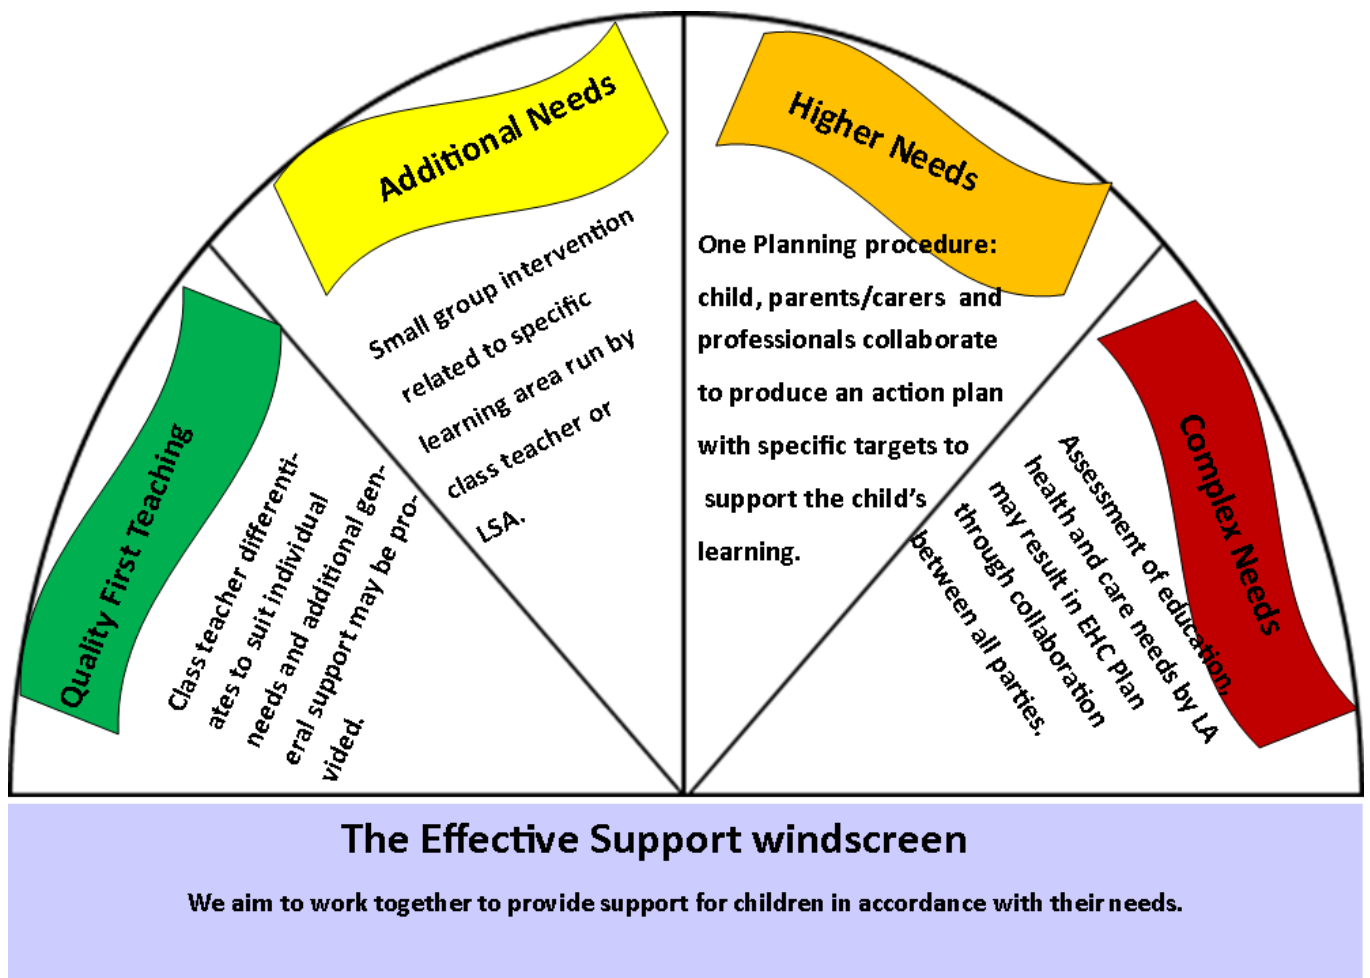 Quality First Teaching
Class teacher differenti-
ates to suit individual
needs and additional gen-
eral support may be pro-
vided.
Additional Needs
Small group intervention
related to specific
learning area run by
class teacher or
LSA.
Higher Needs
One Planning procedure:
child, parents/carers and
professionals collaborate
to produce an action plan
with specific targets to
support the child’s
learning.
Complex Needs
Assessment of education,
health and care needs by LA
may result in EHC Plan
through collaboration
between all parties.
The Effective Support windscreen
We aim to work together to provide support for children in accordance with their needs.